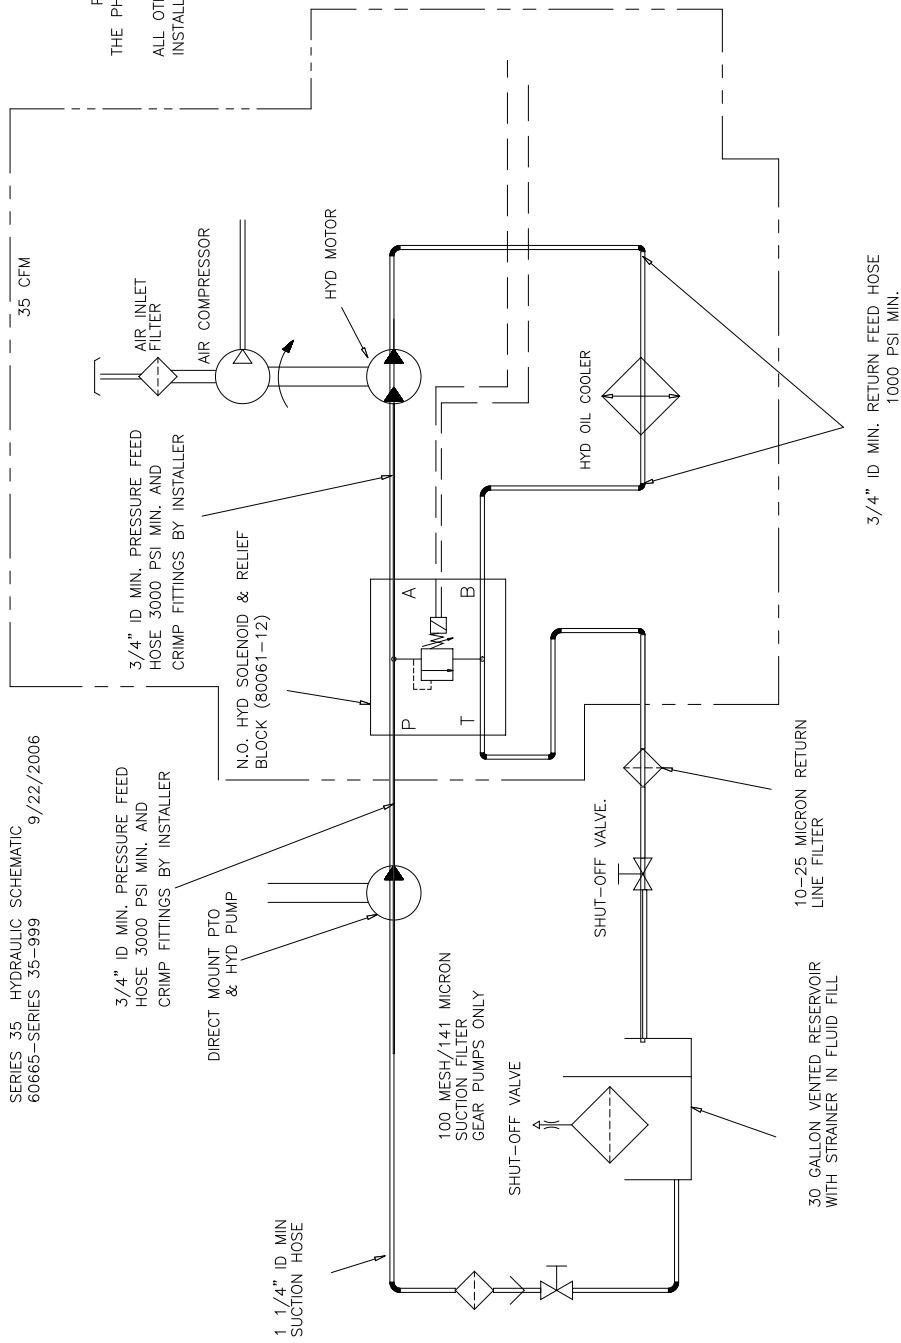 SERIES 35 HYDRAULIC SCHEMATIC
60665-SERIES 35-999 9/22/2006
THE PH
ALL OTH
INSTALL
35 CFM
AIR INLET
FILTER
AIR COMPRESSOR
HYD MOTOR
3/4" ID MIN. PRESSURE FEED
HOSE 3000 PSI MIN. AND
CRIMP FITTINGS BY INSTALLER
3/4" ID MIN. PRESSURE FEED
HOSE 3000 PSI MIN. AND
CRIMP FITTINGS BY INSTALLER
N.O. HYD SOLENOID & RELIEF
BLOCK (80061-12)
P
A
T
B
HYD OIL COOLER
DIRECT MOUNT PTO
& HYD PUMP
1 1/4" ID MIN
SUCTION HOSE
100 MESH/141 MICRON
SUCTION FILTER
GEAR PUMPS ONLY
SHUT-OFF VALVE
SHUT-OFF VALVE.
10-25 MICRON RETURN
LINE FILTER
30 GALLON VENTED RESERVOIR
WITH STRAINER IN FLUID FILL
3/4" ID MIN. RETURN FEED HOSE
1000 PSI MIN.